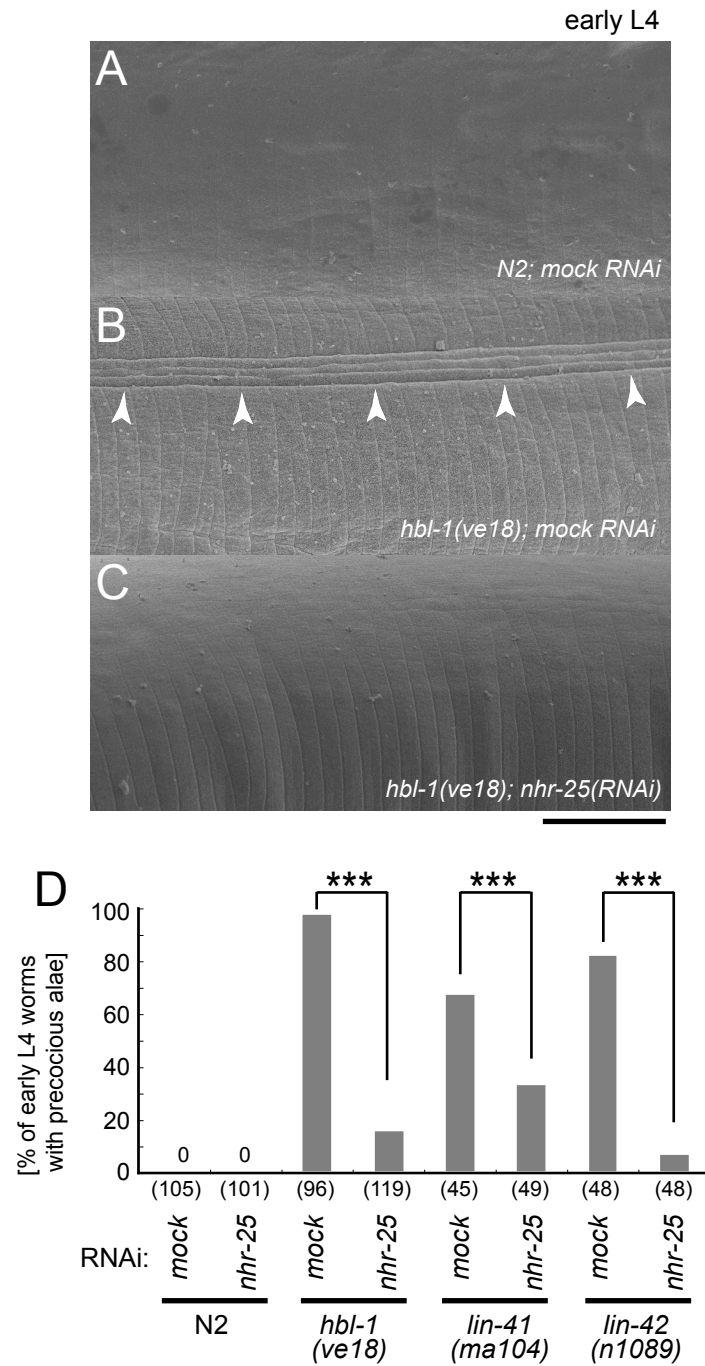 early L4
A
N2; mock RNAi
B
hbl-1(ve18); mock RNAi
C
hbl-1(ve18); nhr-25(RNAi)
D
[% of early L4 worms
with precocious alae]
100
80
60
40
20
0
0 0
*** *** ***
(105) (101) (96) (119) (45) (49) (48) (48)
RNAi: mock nhr-25 mock nhr-25 mock nhr-25 mock nhr-25
N2 hbl-1 lin-41 lin-42
(ve18) (ma104) (n1089)